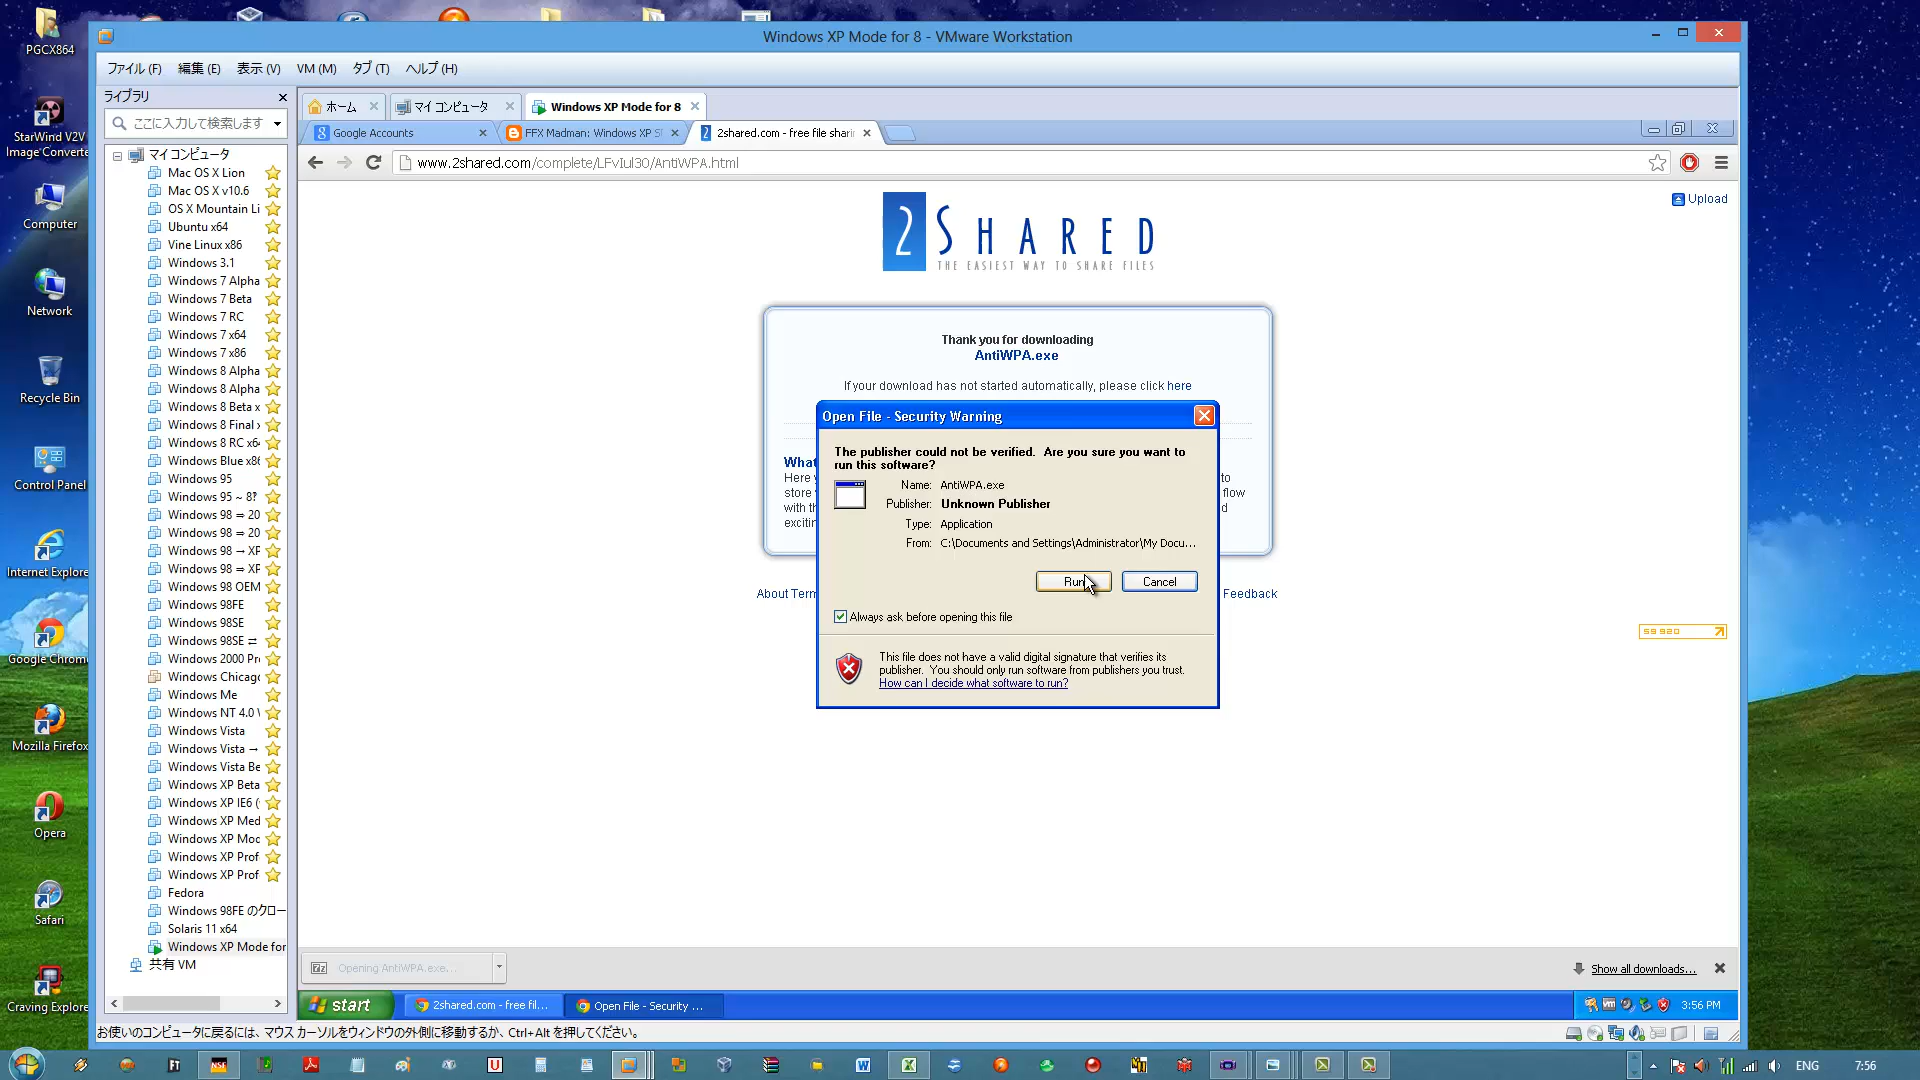 PGCX864
StarWind V2V
Image Converte
Computer
Network
Recycle Bin
Control Panel
Internet Explore
Google Chrome
Mozilla Firefox
Opera
Safari
Craving Explore
Windows XP Mode for 8 - VMware Workstation
ファイル (F)
編集 (E)
表示 (V)
VM (M)
タブ (T)
ヘルプ (H)
ライブラリ
ここに入力して検索します
マイ コンピュータ
Mac OS X Lion
Mac OS X v10.6
OS X Mountain Li
Ubuntu x64
Vine Linux x86
Windows 3.1
Windows 7 Alpha
Windows 7 Beta
Windows 7 RC
Windows 7 x64
Windows 7 x86
Windows 8 Alpha
Windows 8 Alpha
Windows 8 Beta x
Windows 8 Final x
Windows 8 RC x64
Windows Blue x86
Windows 95
Windows 95 ~ 8?
Windows 98 ⇒ 20
Windows 98 ⇒ 20
Windows 98 → XP
Windows 98 ⇒ XP
Windows 98 OEM
Windows 98FE
Windows 98SE
Windows 98SE ⇄
Windows 2000 Pr
Windows Chicago
Windows Me
Windows NT 4.0
Windows Vista
Windows Vista →
Windows Vista Be
Windows XP Beta
Windows XP IE6 (
Windows XP Med
Windows XP Mod
Windows XP Prof
Windows XP Prof
Fedora
Windows 98FE のクロー
Solaris 11 x64
Windows XP Mode for
共有 VM
ホーム
マイ コンピュータ
Windows XP Mode for 8
Google Accounts
FFX Madman: Windows XP S
2shared.com - free file sharin
www.2shared.com/complete/LFvIul30/AntiWPA.html
Upload
2 SHARED
THE EASIEST WAY TO SHARE FILES
Thank you for downloading
AntiWPA.exe
If your download has not started automatically, please click here
What
Here
to
store
flow
with th
d
excitin
About Term
Feedback
59 920
Open File - Security Warning
The publisher could not be verified. Are you sure you want to
run this software?
Name: AntiWPA.exe
Publisher: Unknown Publisher
Type: Application
From: C:\Documents and Settings\Administrator\My Docu...
Run
Cancel
Always ask before opening this file
This file does not have a valid digital signature that verifies its
publisher. You should only run software from publishers you trust.
How can I decide what software to run?
Opening AntiWPA.exe...
Show all downloads...
start
2shared.com - free fil...
Open File - Security ...
3:56 PM
お使いのコンピュータに戻るには、マウス カーソルをウィンドウの外側に移動するか、Ctrl+Alt を押してください。
ENG
7:56